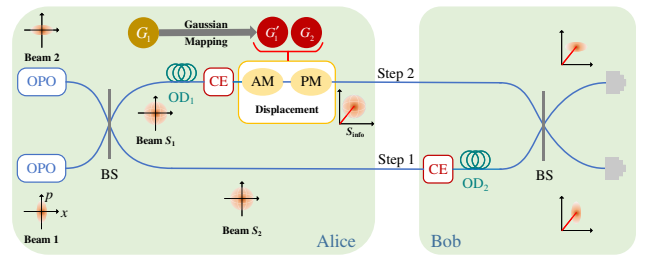 G₁
Gaussian
Mapping
G₁′
G₂
Beam 2
OPO
OD₁
CE
AM
PM
Displacement
Step 2
Beam S₁
S_info
BS
OPO
Step 1
CE
OD₂
BS
p
x
Beam 1
Beam S₂
Alice
Bob